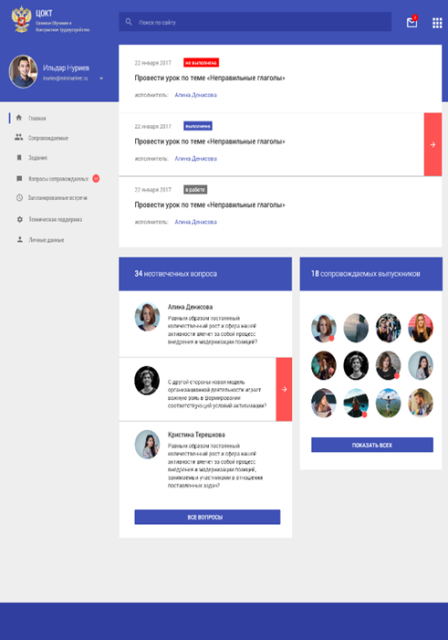 ЦОКТ
Целевое Обучение и
Контрактное трудоустройство
Поиск по сайту
Ильдар Нуриев
22 января 2017 не выполнено
Провести урок по теме «Неправильные глаголы»
исполнитель: Алина Денисова
Главная
22 января 2017 выполнено
Сопровождаемые
Провести урок по теме «Неправильные глаголы»
Задания
исполнитель: Алина Денисова
Вопросы сопровождаемых
22 января 2017 в работе
Запланированные встречи
Провести урок по теме «Неправильные глаголы»
Техническая поддержка
исполнитель: Алина Денисова
Личные данные
34 неотвеченных вопроса
18 сопровождаемых выпускников
Алина Денисова
Равным образом постоянный
количественный рост и сфера нашей
активности влечет за собой процесс
внедрения и модернизации позиций?
С другой стороны новая модель
организационной деятельности играет
важную роль в формировании
соответствующий условий активизации?
Кристина Терешкова
Равным образом постоянный
количественный рост и сфера нашей
активности влечет за собой процесс
внедрения и модернизации позиций,
занимаемых участниками в отношении
поставленных задач?
ПОКАЗАТЬ ВСЕХ
ВСЕ ВОПРОСЫ